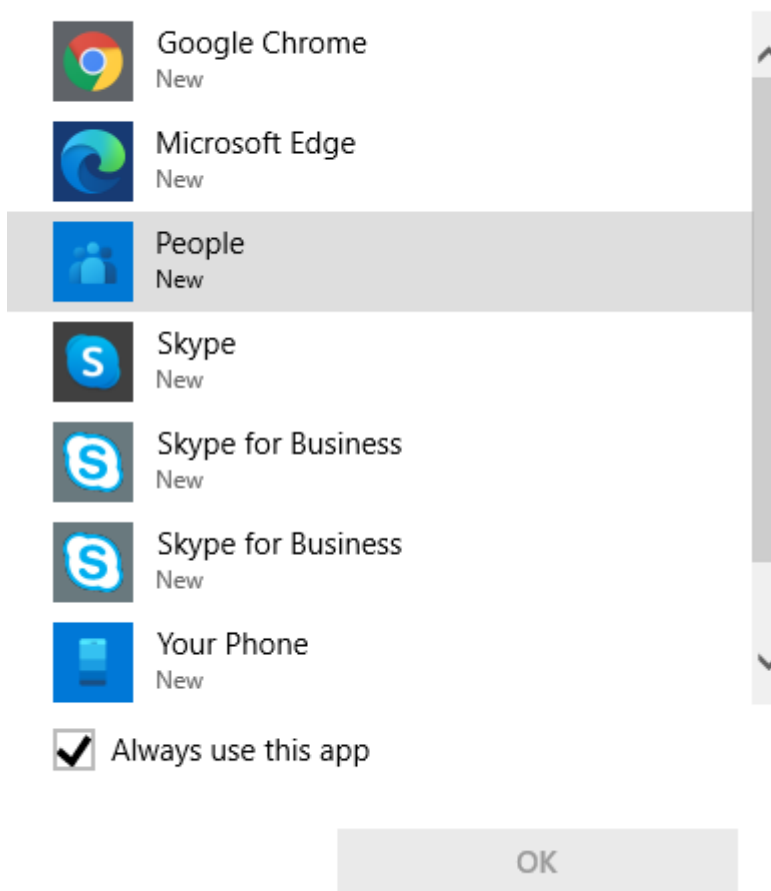 Google Chrome
New
Microsoft Edge
New
People
New
Skype
New
Skype for Business
New
Skype for Business
New
Your Phone
New
Always use this app
OK